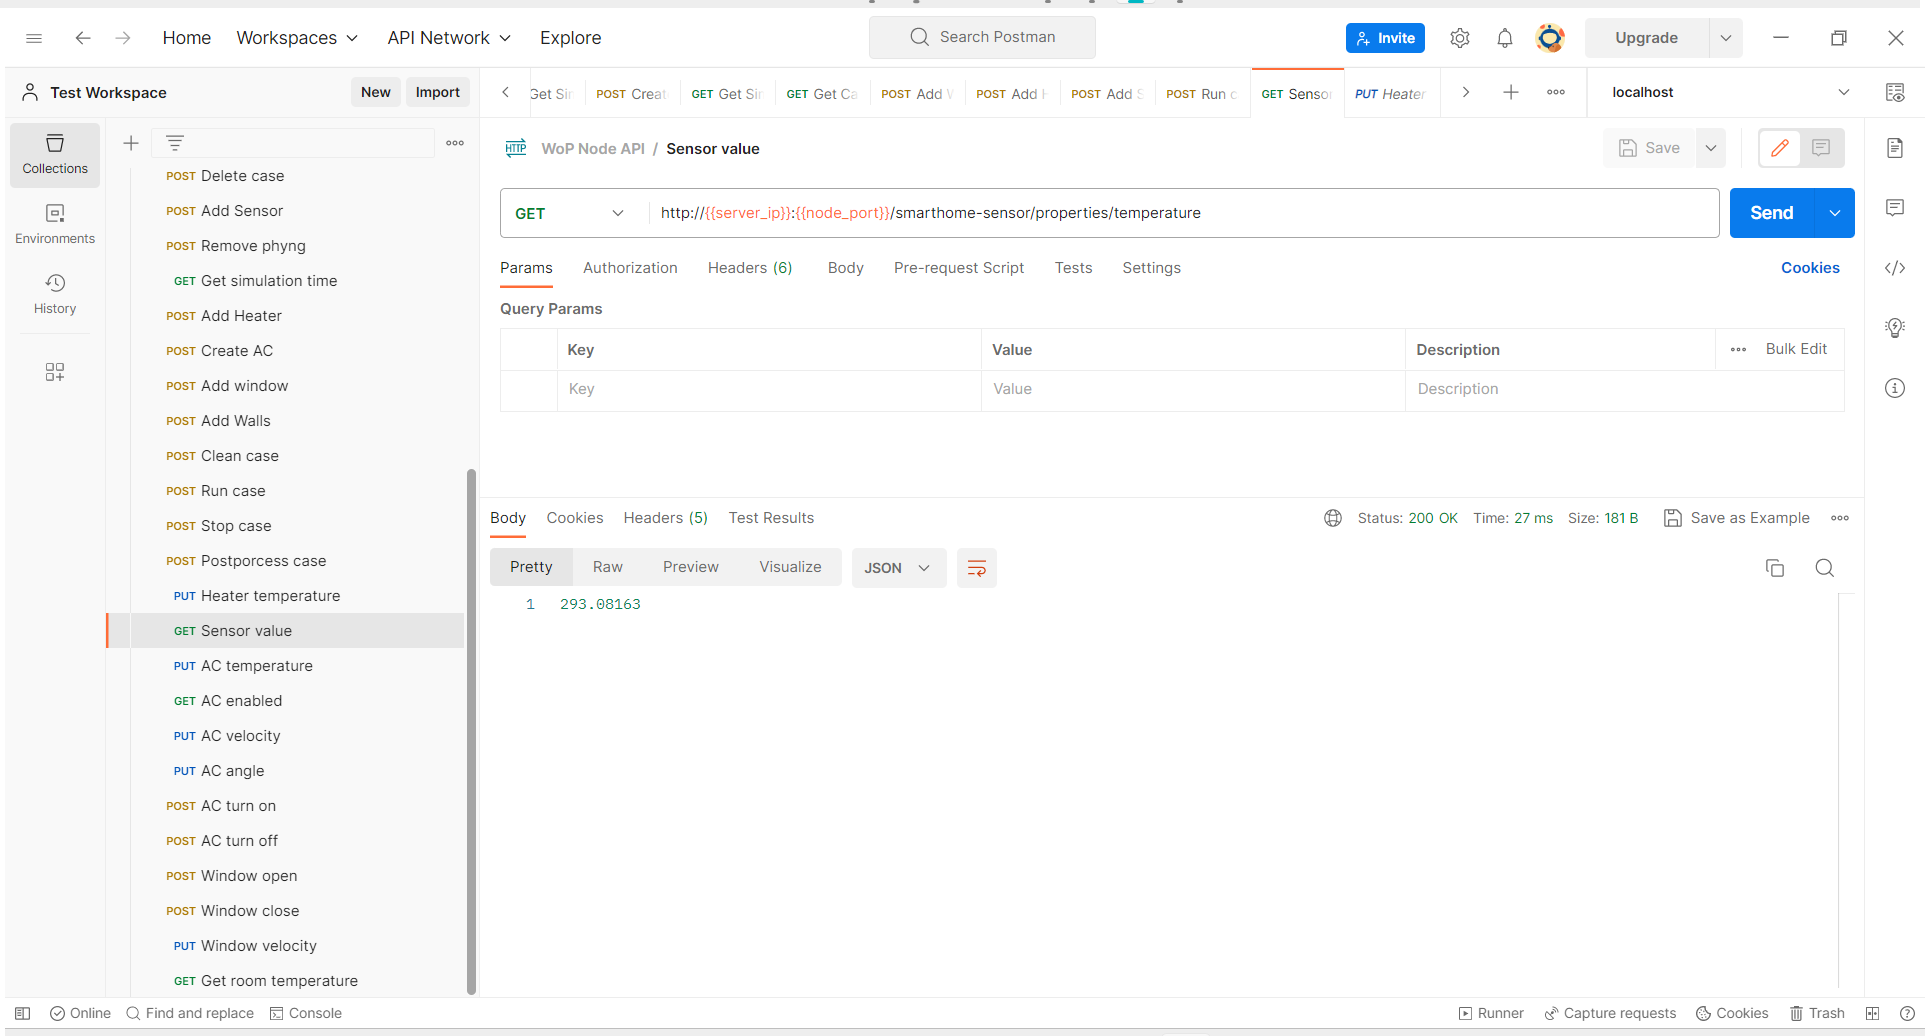 Home Workspaces API Network Explore Search Postman Invite Upgrade
Test Workspace New Import Get Sin POST Creat GET Get Sin GET Get Ca POST Add POST Add POST Add S POST Run c GET Senso PUT Heater localhost
Collections
Environments
History
POST Delete case
POST Add Sensor
POST Remove phyng
GET Get simulation time
POST Add Heater
POST Create AC
POST Add window
POST Add Walls
POST Clean case
POST Run case
POST Stop case
POST Postporcess case
PUT Heater temperature
GET Sensor value
PUT AC temperature
GET AC enabled
PUT AC velocity
PUT AC angle
POST AC turn on
POST AC turn off
POST Window open
POST Window close
PUT Window velocity
GET Get room temperature
HTTP WoP Node API / Sensor value Save
GET http://{{server_ip}}:{{node_port}}/smarthome-sensor/properties/temperature Send
Params Authorization Headers (6) Body Pre-request Script Tests Settings Cookies
Query Params
Key Value Description Bulk Edit
Key Value Description
Body Cookies Headers (5) Test Results Status: 200 OK Time: 27 ms Size: 181 B Save as Example
Pretty Raw Preview Visualize JSON
1 293.08163
Online Find and replace Console Runner Capture requests Cookies Trash